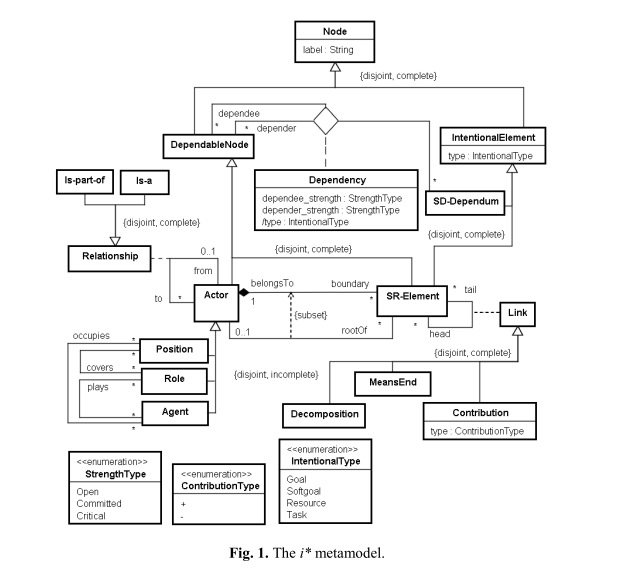 Node
label : String
{disjoint, complete}
dependee
*
*
depender
DependableNode
IntentionalElement
type : IntentionalType
Is-part-of
Is-a
Dependency
dependee_strength : StrengthType
depender_strength : StrengthType
/type : IntentionalType
*
SD-Dependum
{disjoint, complete}
{disjoint, complete}
{disjoint, complete}
Relationship
0..1
from
to
*
Actor
belongsTo
1
boundary
*
SR-Element
*
tail
Link
{subset}
0..1
rootOf
*
*
head
occupies
*
Position
covers
*
*
Role
plays
*
*
Agent
*
{disjoint, incomplete}
{disjoint, complete}
MeansEnd
Decomposition
Contribution
type : ContributionType
<<enumeration>>
StrengthType
Open
Committed
Critical
<<enumeration>>
ContributionType
+
-
<<enumeration>>
IntentionalType
Goal
Softgoal
Resource
Task
Fig. 1. The i* metamodel.